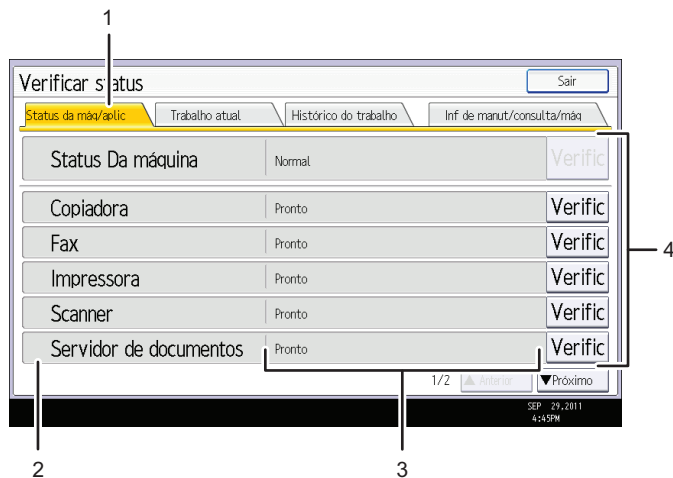 1
Verificar status
Sair
Status da máq/aplic
Trabalho atual
Histórico do trabalho
Inf de manut/consulta/máq
Status Da máquina
Normal
Verific
Copiadora
Pronto
Verific
Fax
Pronto
Verific
Impressora
Pronto
Verific
Scanner
Pronto
Verific
Servidor de documentos
Pronto
Verific
4
1/2
▲ Anterior
▼Próximo
SEP 29.2011
4:45PM
2
3